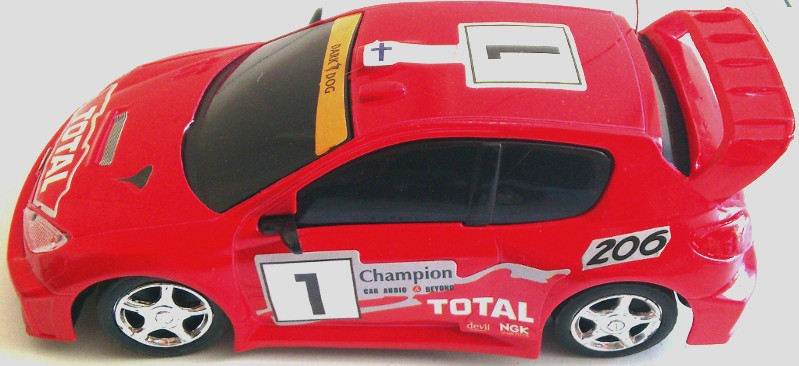 DARK DOG
1
TOTAL
1
Champion
CAR AUDIO & BEYOND
TOTAL
devil NGK
206